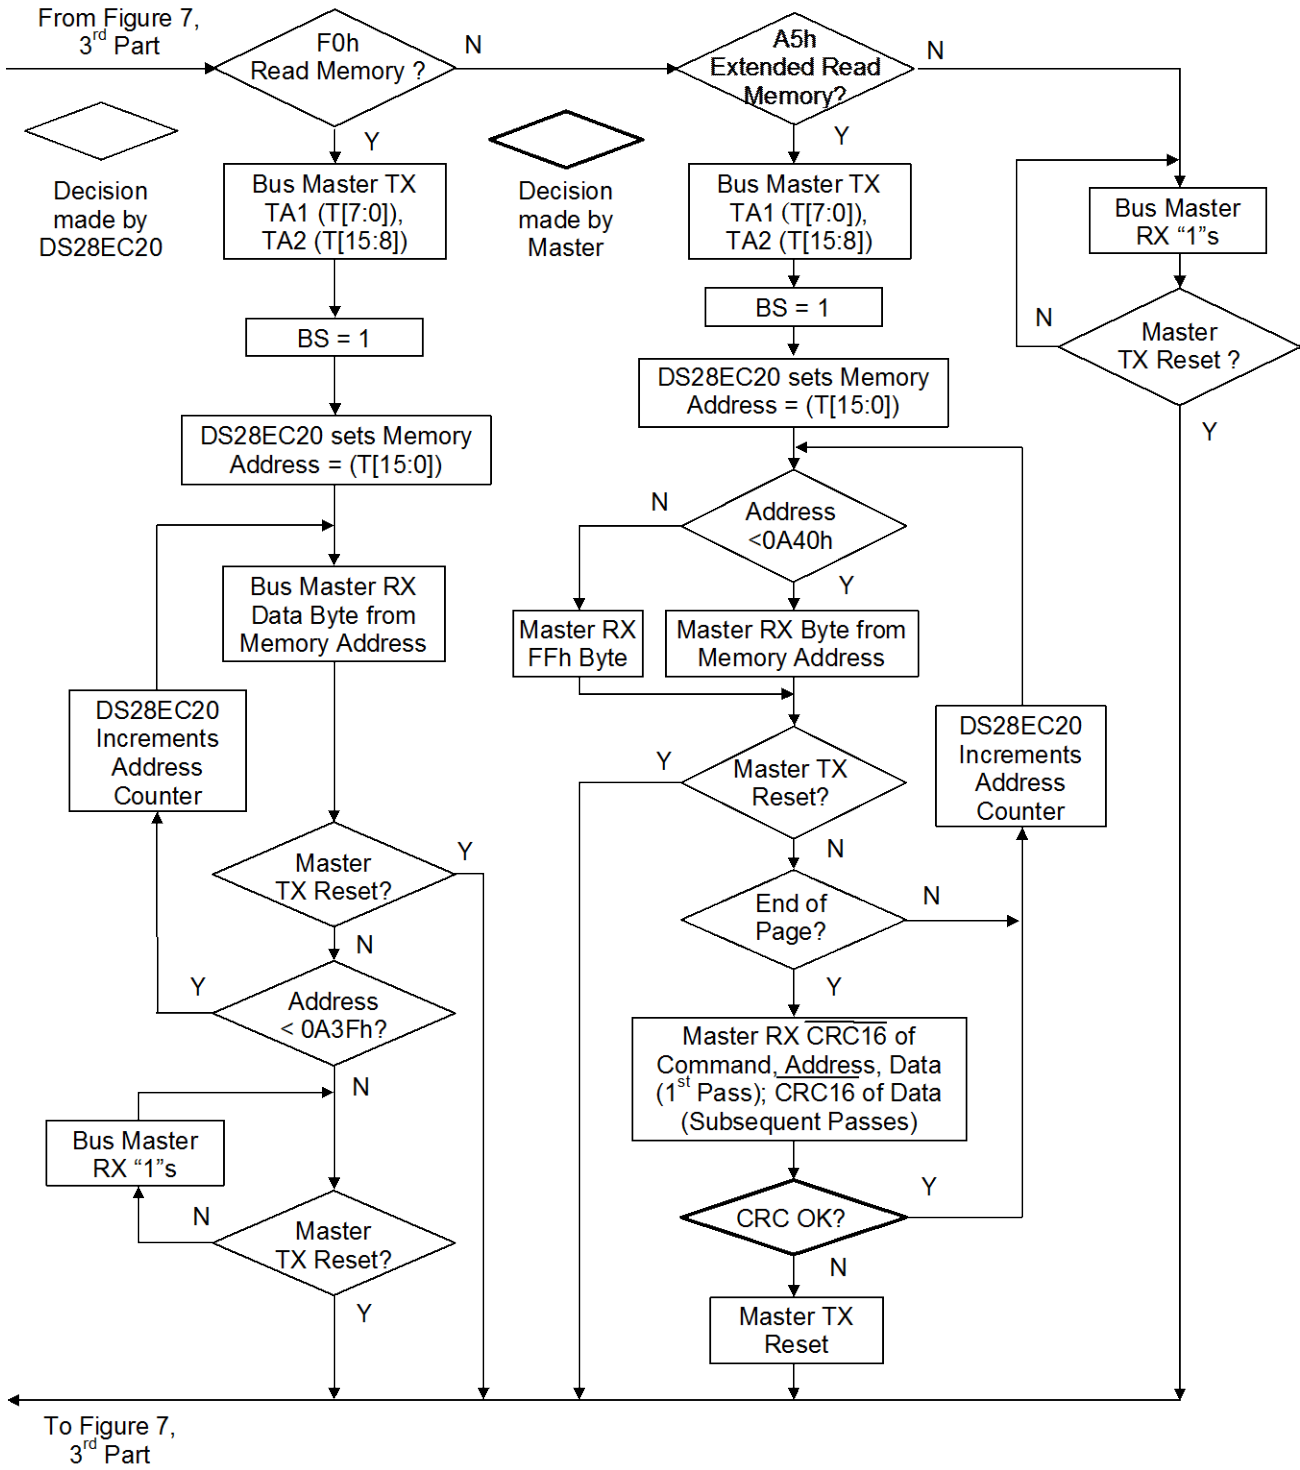 From Figure 7,
3rd Part
F0h
Read Memory ?
N
Y
A5h
Extended Read
Memory?
N
Y
Decision
made by
DS28EC20
Decision
made by
Master
Bus Master TX
TA1 (T[7:0]),
TA2 (T[15:8])
BS = 1
DS28EC20 sets Memory
Address = (T[15:0])
Bus Master RX
Data Byte from
Memory Address
DS28EC20
Increments
Address
Counter
Master
TX Reset?
Y
N
Address
< 0A3Fh?
Y
N
Bus Master
RX “1”s
Master
TX Reset?
N
Y
Bus Master TX
TA1 (T[7:0]),
TA2 (T[15:8])
BS = 1
DS28EC20 sets Memory
Address = (T[15:0])
Address
<0A40h
N
Y
Master RX
FFh Byte
Master RX Byte from
Memory Address
Master TX
Reset?
Y
N
DS28EC20
Increments
Address
Counter
End of
Page?
N
Y
Master RX CRC16 of
Command, Address, Data
(1st Pass); CRC16 of Data
(Subsequent Passes)
CRC OK?
Y
N
Master TX
Reset
Bus Master
RX “1”s
Master
TX Reset ?
N
Y
To Figure 7,
3rd Part